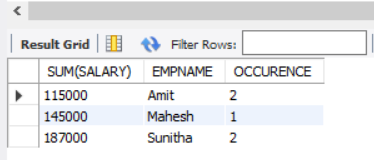 Result Grid Filter Rows:
SUM(SALARY) EMPNAME OCCURENCE
115000 Amit 2
145000 Mahesh 1
187000 Sunitha 2